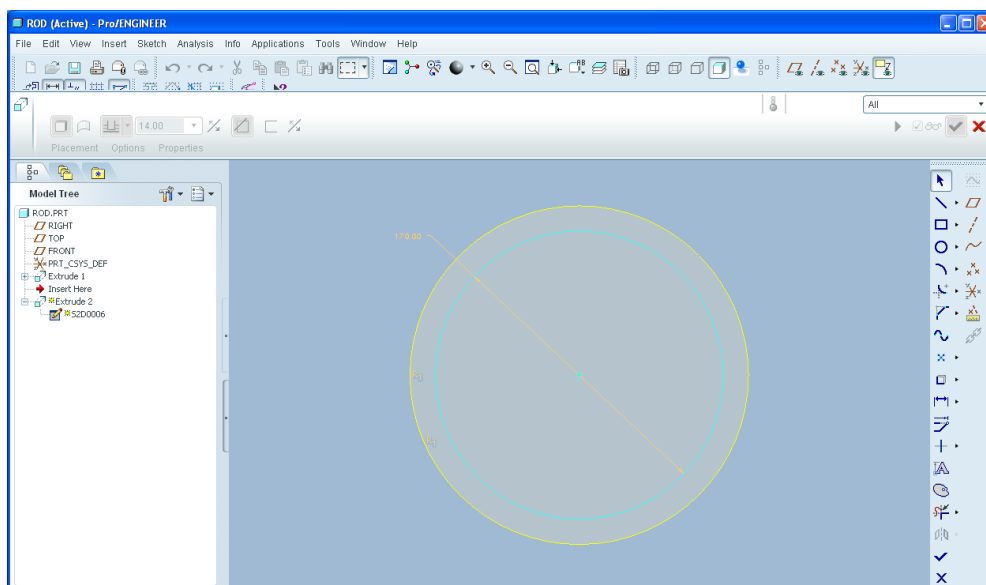 ROD (Active) - Pro/ENGINEER
File Edit View Insert Sketch Analysis Info Applications Tools Window Help
14.00
All
Placement Options Properties
Model Tree
ROD.PRT
RIGHT
TOP
FRONT
PRT_CSYS_DEF
Extrude 1
Insert Here
Extrude 2
S2D0006
170.00